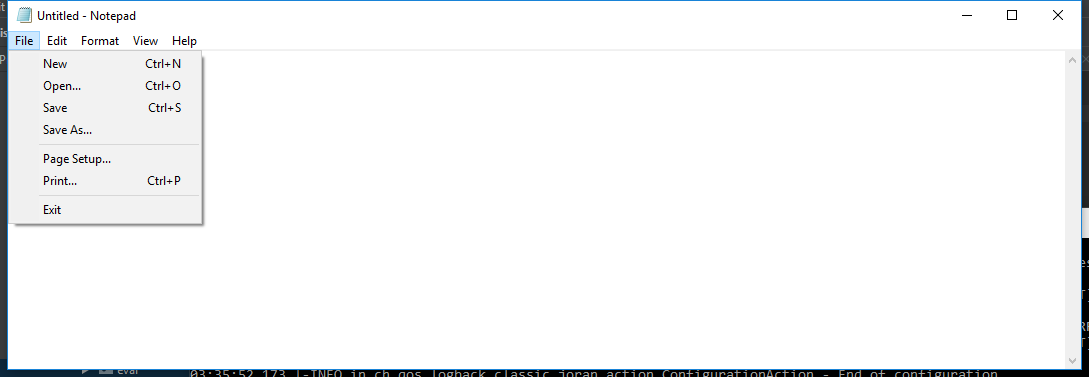 Untitled - Notepad
File Edit Format View Help
New Ctrl+N
Open... Ctrl+O
Save Ctrl+S
Save As...
Page Setup...
Print... Ctrl+P
Exit
eval
03:35:52,173 |-INFO in ch.qos.logback.classic.joran.action.ConfigurationAction - End of configuration